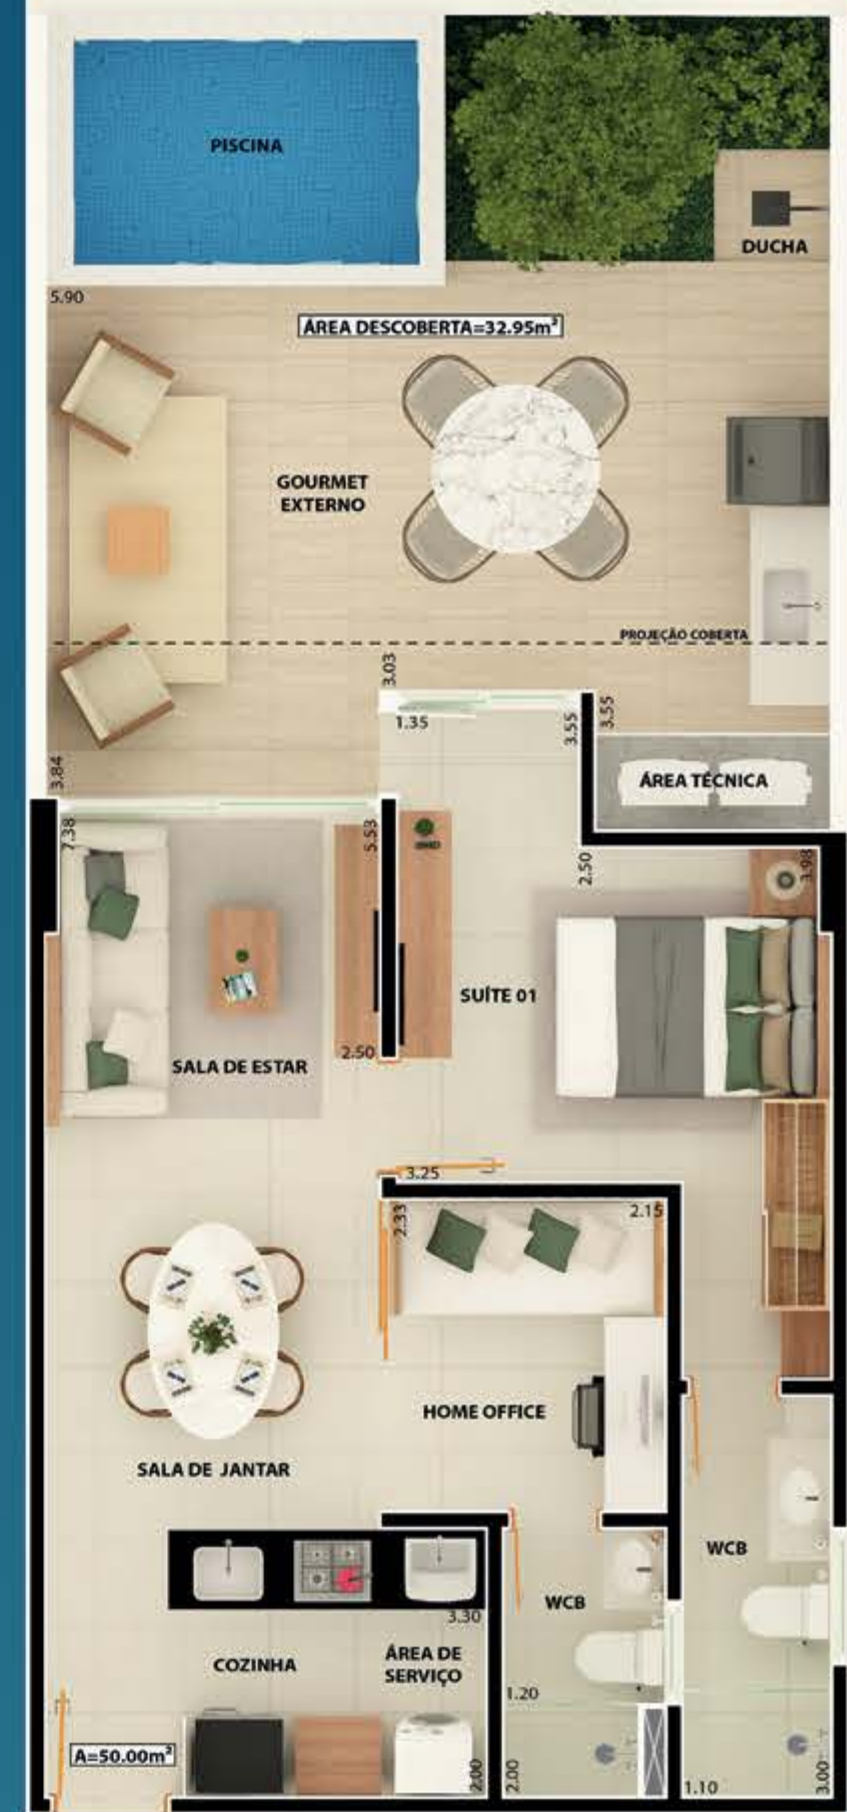 PISCINA
DUCHA
5.90
ÁREA DESCOBERTA=32.95m²
GOURMET
EXTERNO
PROJEÇÃO COBERTA
3.03
1.35
3.55
3.55
3.84
ÁREA TÉCNICA
7.38
5.53
2.50
3.98
SUÍTE 01
2.50
SALA DE ESTAR
3.25
2.33
2.15
HOME OFFICE
SALA DE JANTAR
WCB
WCB
3.30
COZINHA
ÁREA DE
SERVIÇO
1.20
A=50.00m²
2.00
2.00
1.10
3.00